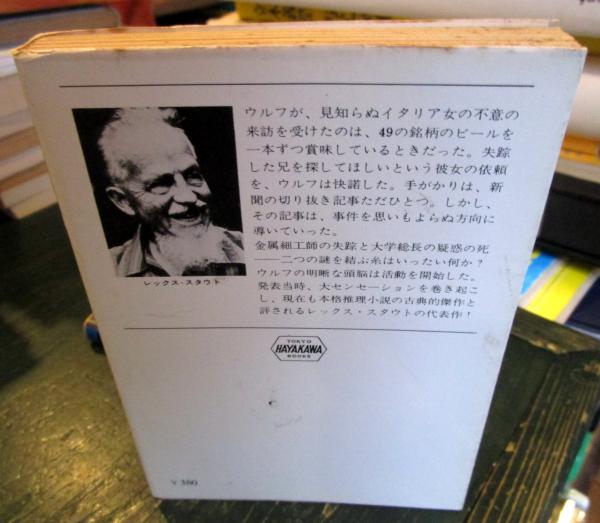 ウルフが、見知らぬイタリア女の不意の
来訪を受けたのは、49の銘柄のビールを
一本ずつ賞味しているときだった。失踪
した兄を探してほしいという彼女の依頼
を、ウルフは快諾した。手がかりは、新
聞の切り抜き記事ただひとつ。しかし、
その記事は、事件を思いもよらぬ方向に
導いていった。
金属細工師の失踪と大学総長の疑惑の死
――二つの謎を結ぶ糸はいったい何か?
ウルフの明晰な頭脳は活動を開始した。
発表当時、大センセーションを巻き起こ
し、現在も本格推理小説の古典的傑作と
評されるレックス・スタウトの代表作!
レックス・スタウト
TOKYO
HAYAKAWA
BOOKS
¥380